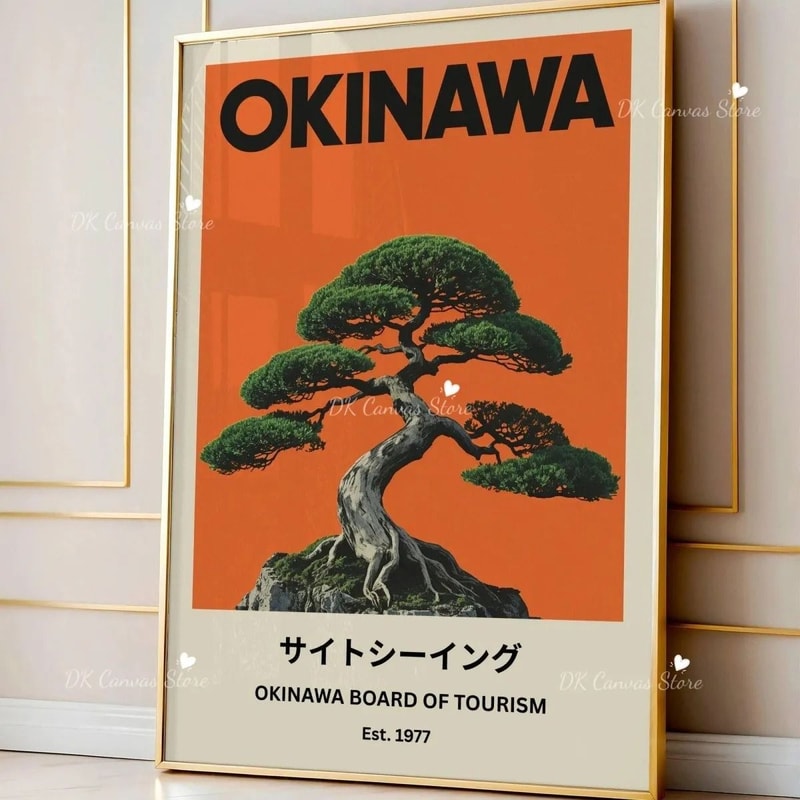 OKINAWA
DK Canvas Store
DK Canvas Store
DK Canvas Store
サイトシーイング
DK Canvas Store
DK Canvas Store
OKINAWA BOARD OF TOURISM
Est. 1977